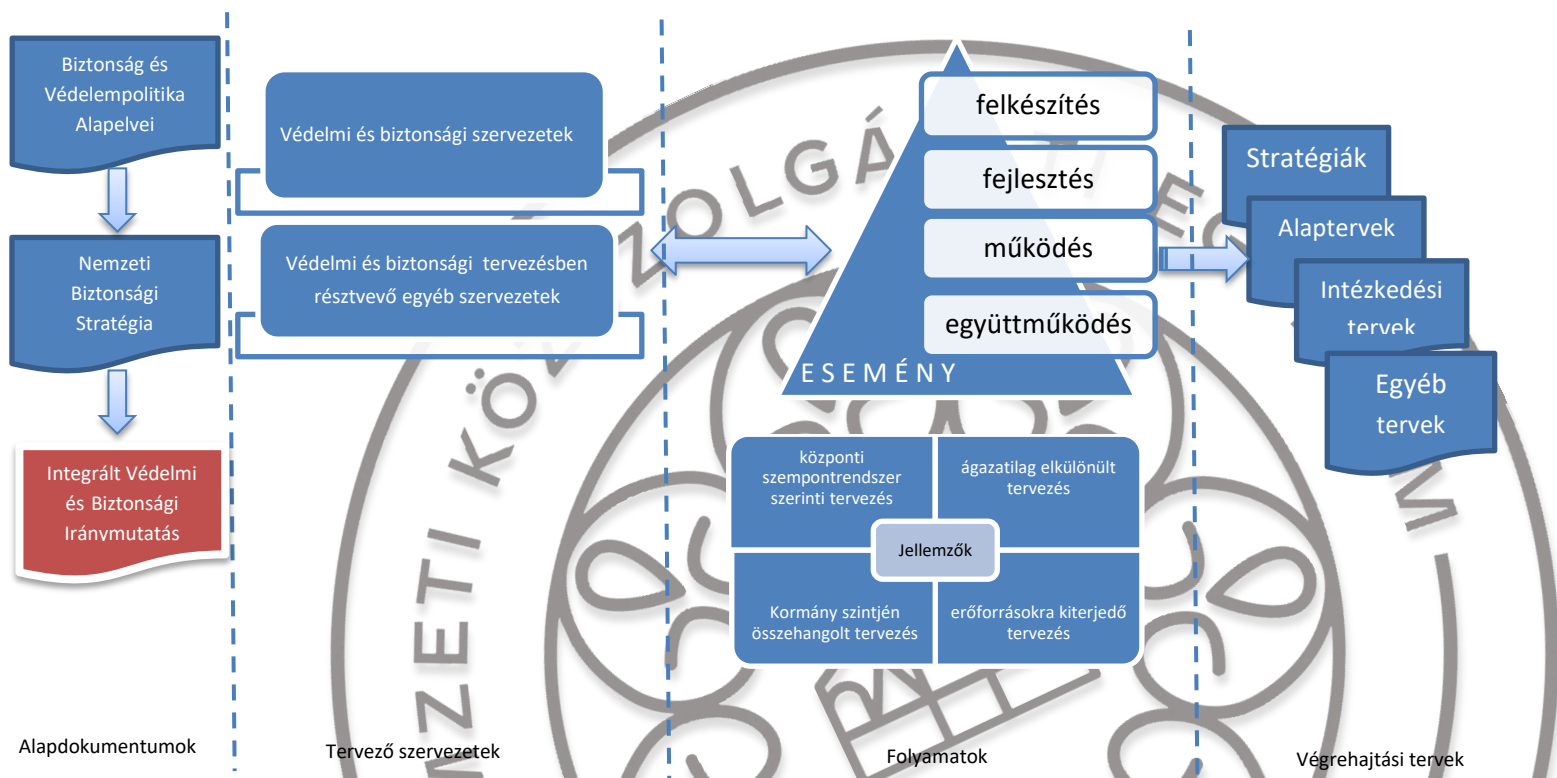 Biztonság és
Védelempolitika
Alapelvei
Nemzeti
Biztonsági
Stratégia
Integrált Védelmi
és Biztonsági
Iránymutatás
Alapdokumentumok
Védelmi és biztonsági szervezetek
Védelmi és biztonsági tervezésben
résztvevő egyéb szervezetek
Tervező szervezetek
felkészítés
fejlesztés
működés
együttműködés
ESEMÉNY
központi
szempontrendszer
szerinti tervezés
ágazatilag elkülönült
tervezés
Jellemzők
Kormány szintjén
összehangolt tervezés
erőforrásokra kiterjedő
tervezés
Folyamatok
Stratégiák
Alaptervek
Intézkedési
tervek
Egyéb
tervek
Végrehajtási tervek